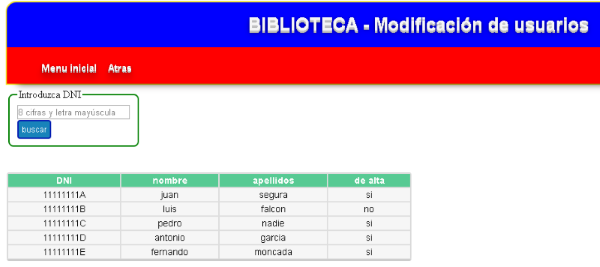 BIBLIOTECA - Modificación de usuarios
Menu inicial Atras
Introduzca DNI
8 cifras y letra mayúscula
buscar
DNI nombre apellidos de alta
11111111A juan segura si
11111111B luis falcon no
11111111C pedro nadie si
11111111D antonio garcia si
11111111E fernando moncada si